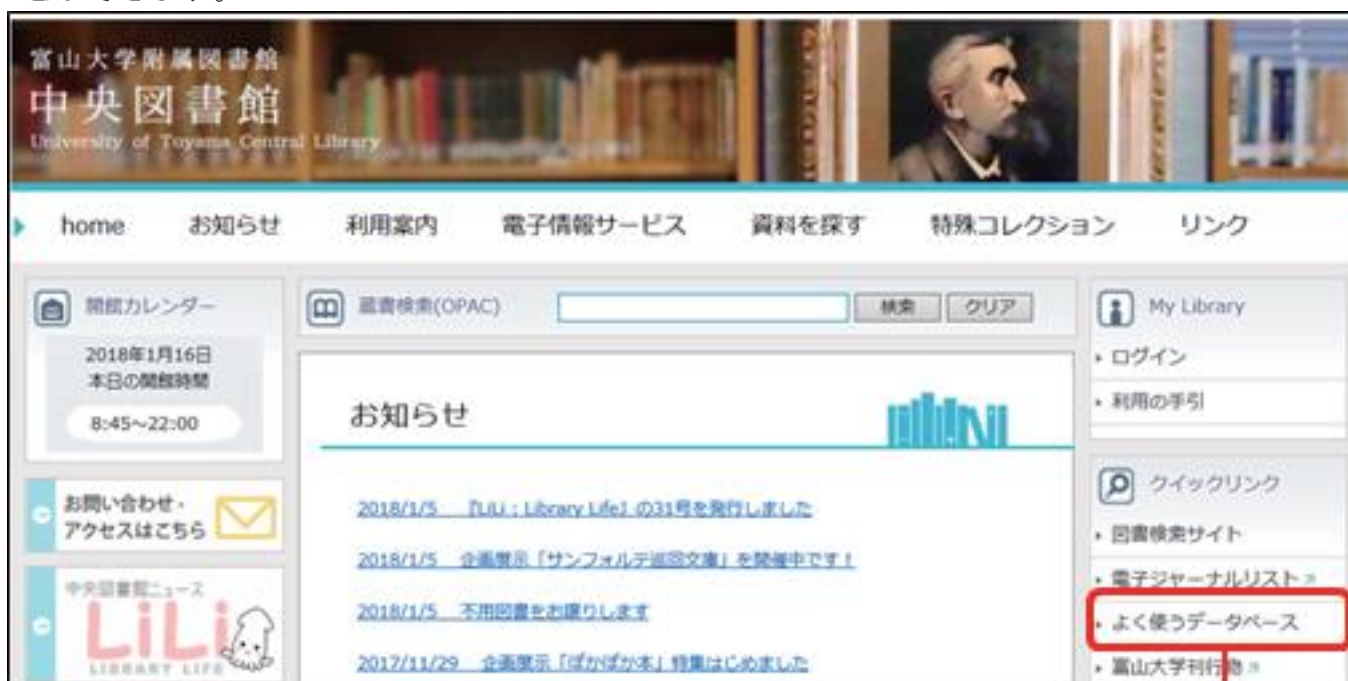 富山大学附属図書館
中央図書館
University of Toyama Central Library
home お知らせ 利用案内 電子情報サービス 資料を探す 特殊コレクション リンク
開館カレンダー
2018年1月16日
本日の開館時間
8:45～22:00
お問い合わせ・
アクセスはこちら
中央図書館ニュース
LiLi
LIBRARY LIFE
蔵書検索(OPAC) 検索 クリア
お知らせ
2018/1/5 『LiLi : Library Life』の31号を発行しました
2018/1/5 企画展示「サンフォルテ巡回文庫」を開催中です！
2018/1/5 不用図書をお譲りします
2017/11/29 企画展示「ぽかぽか本」特集はじめました
My Library
ログイン
利用の手引
クイックリンク
図書検索サイト
電子ジャーナルリスト
よく使うデータベース
富山大学刊行物